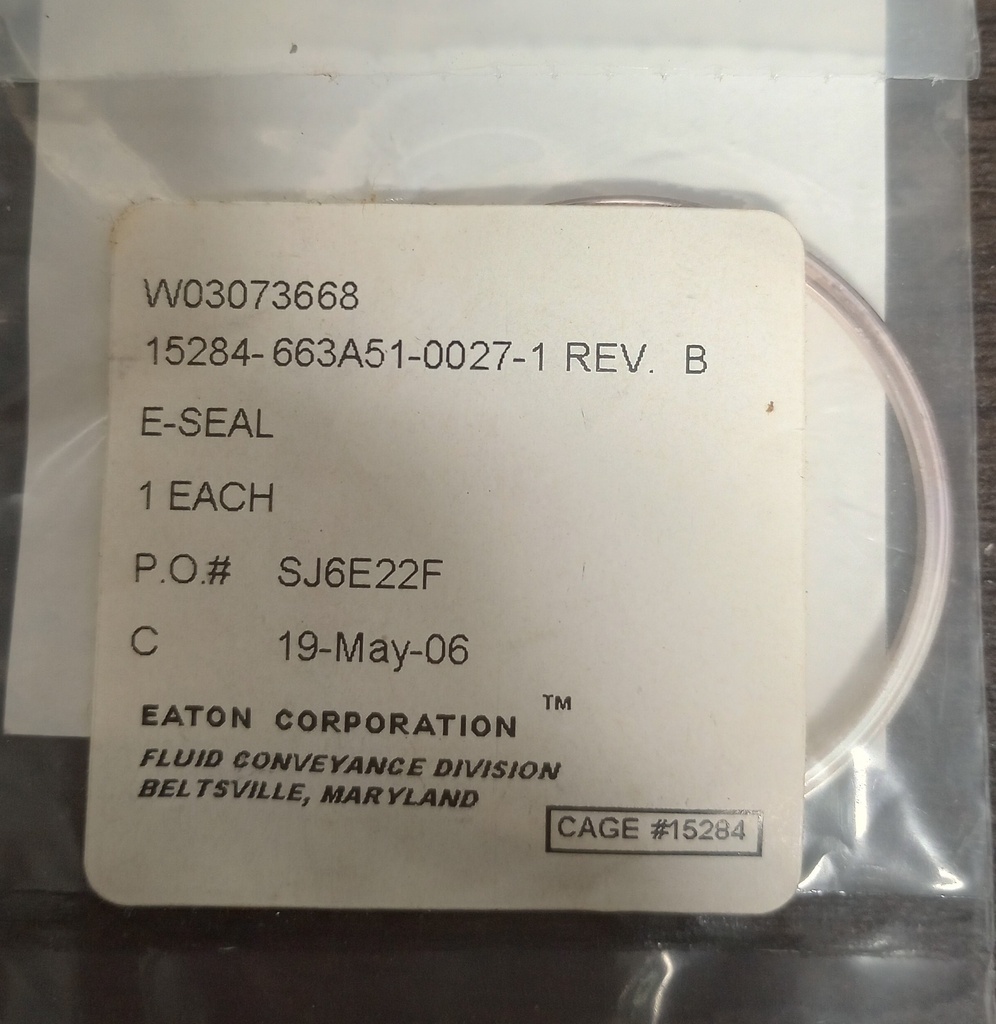 W03073668
15284-663A51-0027-1 REV. B
E-SEAL
1 EACH
P.O.# SJ6E22F
C 19-May-06
EATON CORPORATION ™
FLUID CONVEYANCE DIVISION
BELTSVILLE, MARYLAND
CAGE #15284